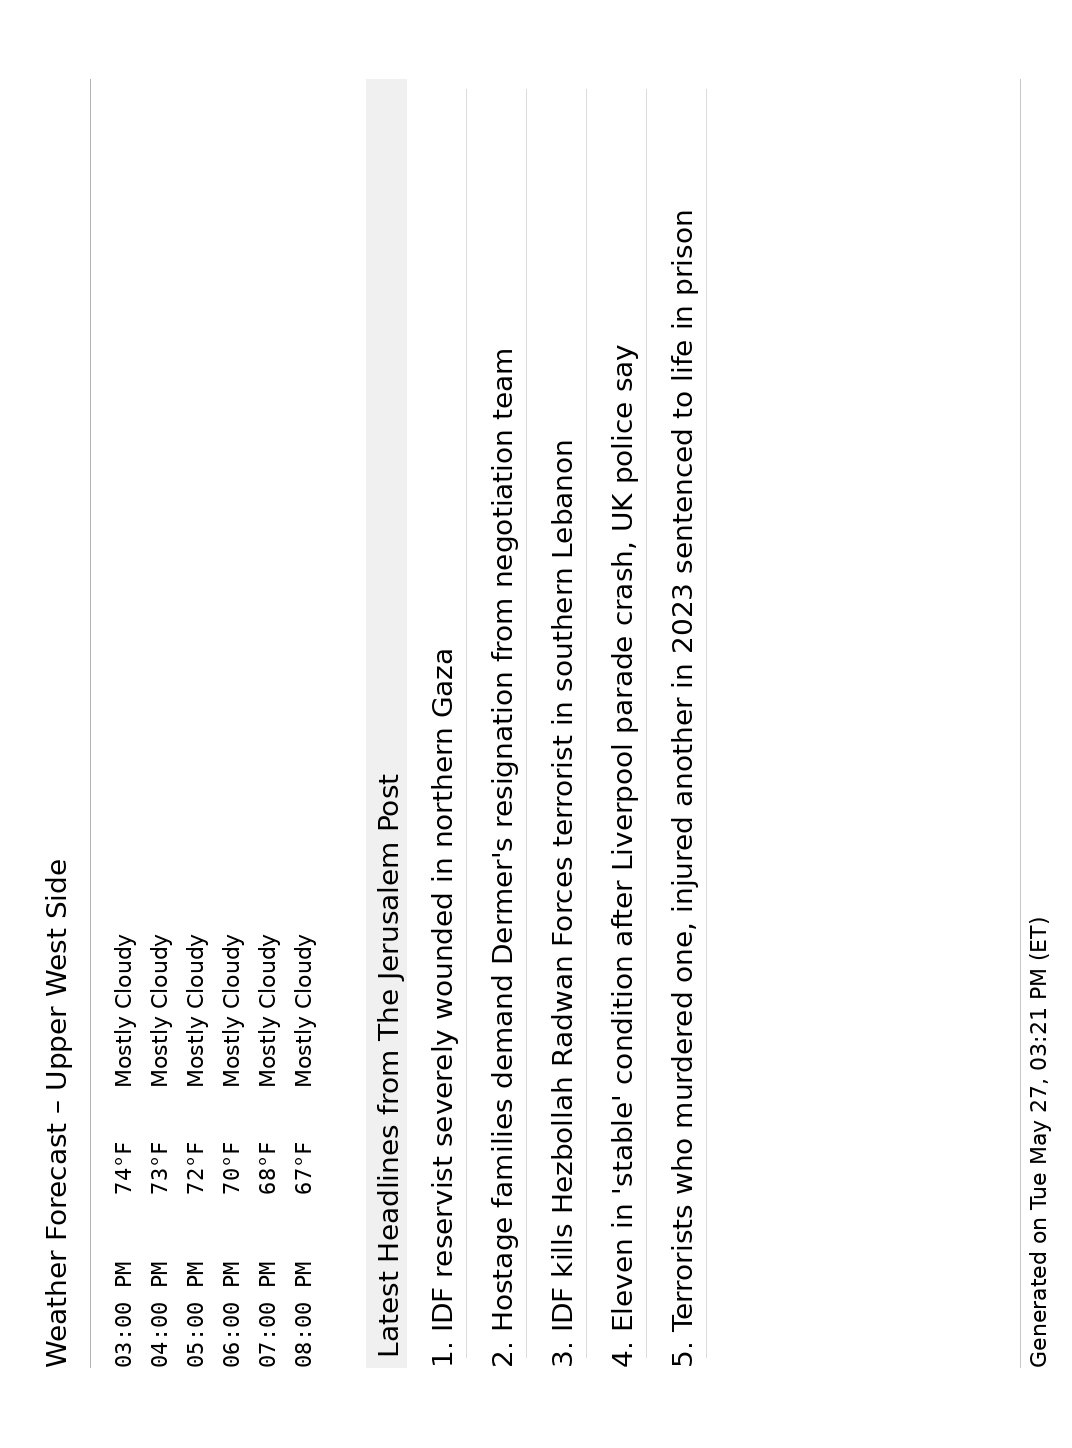 Weather Forecast – Upper West Side
03:00 PM 74°F Mostly Cloudy
04:00 PM 73°F Mostly Cloudy
05:00 PM 72°F Mostly Cloudy
06:00 PM 70°F Mostly Cloudy
07:00 PM 68°F Mostly Cloudy
08:00 PM 67°F Mostly Cloudy
Latest Headlines from The Jerusalem Post
1. IDF reservist severely wounded in northern Gaza
2. Hostage families demand Dermer's resignation from negotiation team
3. IDF kills Hezbollah Radwan Forces terrorist in southern Lebanon
4. Eleven in 'stable' condition after Liverpool parade crash, UK police say
5. Terrorists who murdered one, injured another in 2023 sentenced to life in prison
Generated on Tue May 27, 03:21 PM (ET)